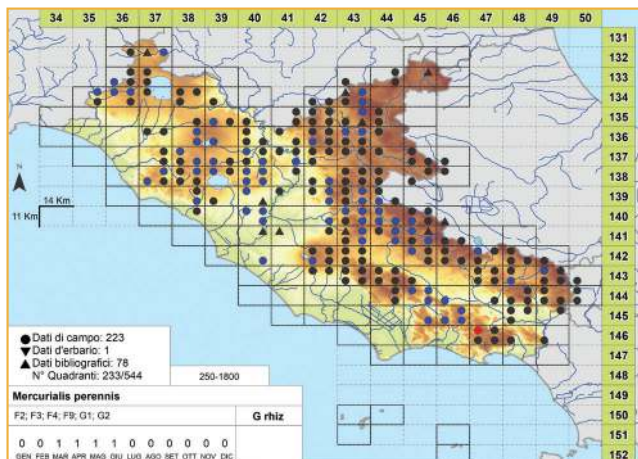 34 35 36 37 38 39 40 41 42 43 44 45 46 47 48 49 50
131
132
133
134
135
136
137
138
139
140
141
142
143
144
145
146
147
148
149
150
151
152
N
14 Km
11 Km
● Dati di campo: 223
▼ Dati d'erbario: 1
▲ Dati bibliografici: 78
N° Quadranti: 233/544
250-1800
Mercurialis perennis
F2; F3; F4; F9; G1; G2
G rhiz
0 0 1 1 1 1 0 0 0 0 0 0
GEN FEB MAR APR MAG GIU LUG AGO SET OTT NOV DIC